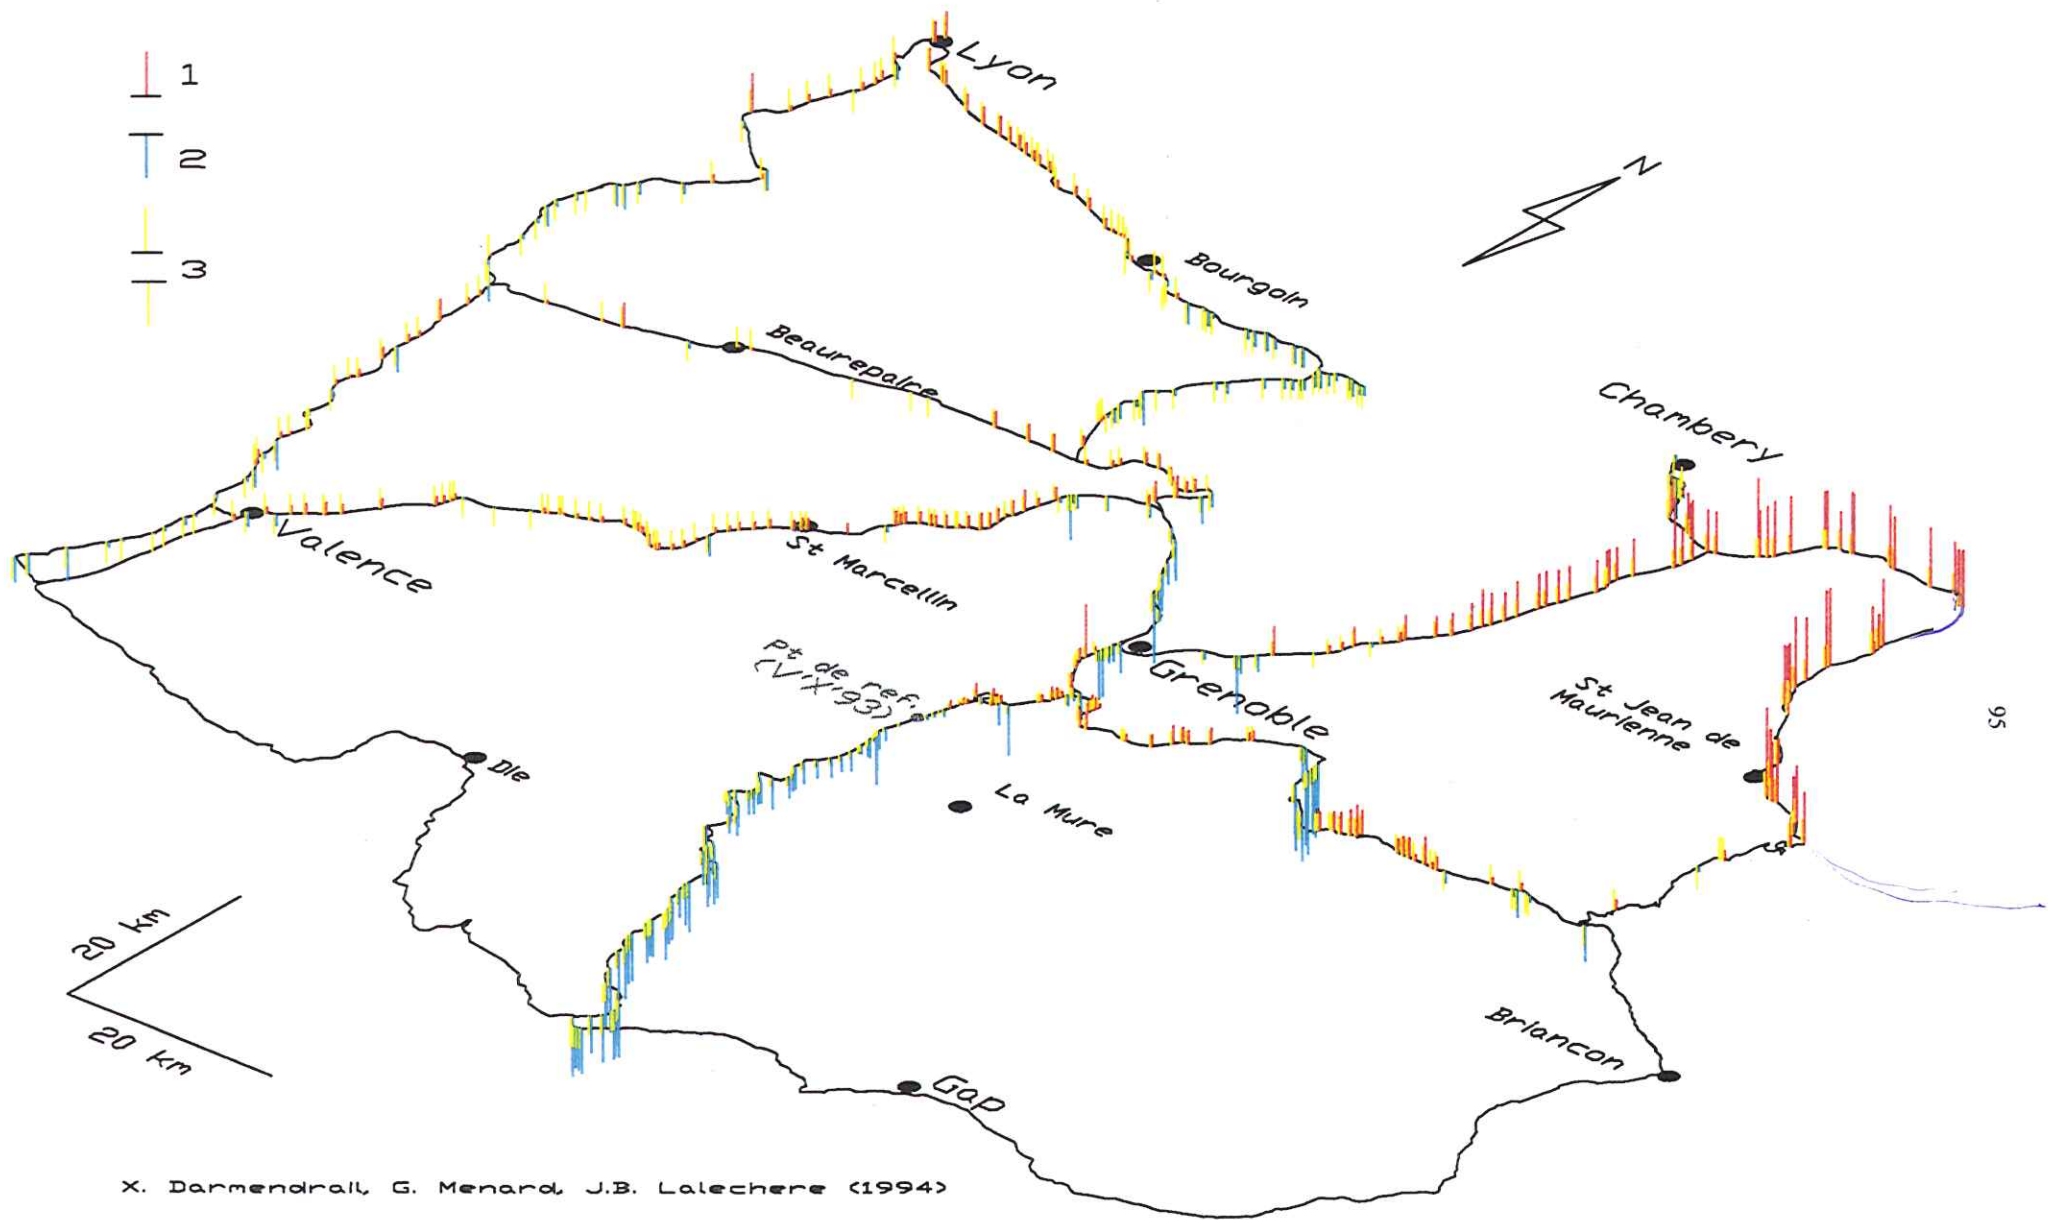 1
2
3
Lyon
N
Bourgoin
Beaurepaire
Chambery
Valence
St Marcellin
Pt de ref.
(V'X'93)
Grenoble
St Jean de
Maurienne
95
Die
La Mure
20 km
20 km
Briancon
Gap
X. Darmendrail, G. Menard, J.B. Lalechere (1994)